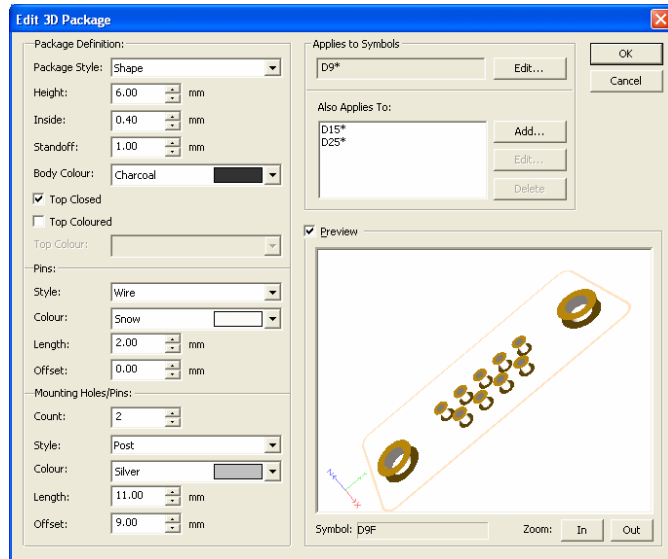 Edit 3D Package
Package Definition:
Package Style: Shape
Height: 6.00 mm
Inside: 0.40 mm
Standoff: 1.00 mm
Body Colour: Charcoal
Top Closed
Top Coloured
Top Colour:
Pins:
Style: Wire
Colour: Snow
Length: 2.00 mm
Offset: 0.00 mm
Mounting Holes/Pins:
Count: 2
Style: Post
Colour: Silver
Length: 11.00 mm
Offset: 9.00 mm
Applies to Symbols
D9* Edit...
Also Applies To:
D15*
D25*
Add...
Edit...
Delete
OK
Cancel
Preview
N Y X
Symbol: D9F Zoom: In Out